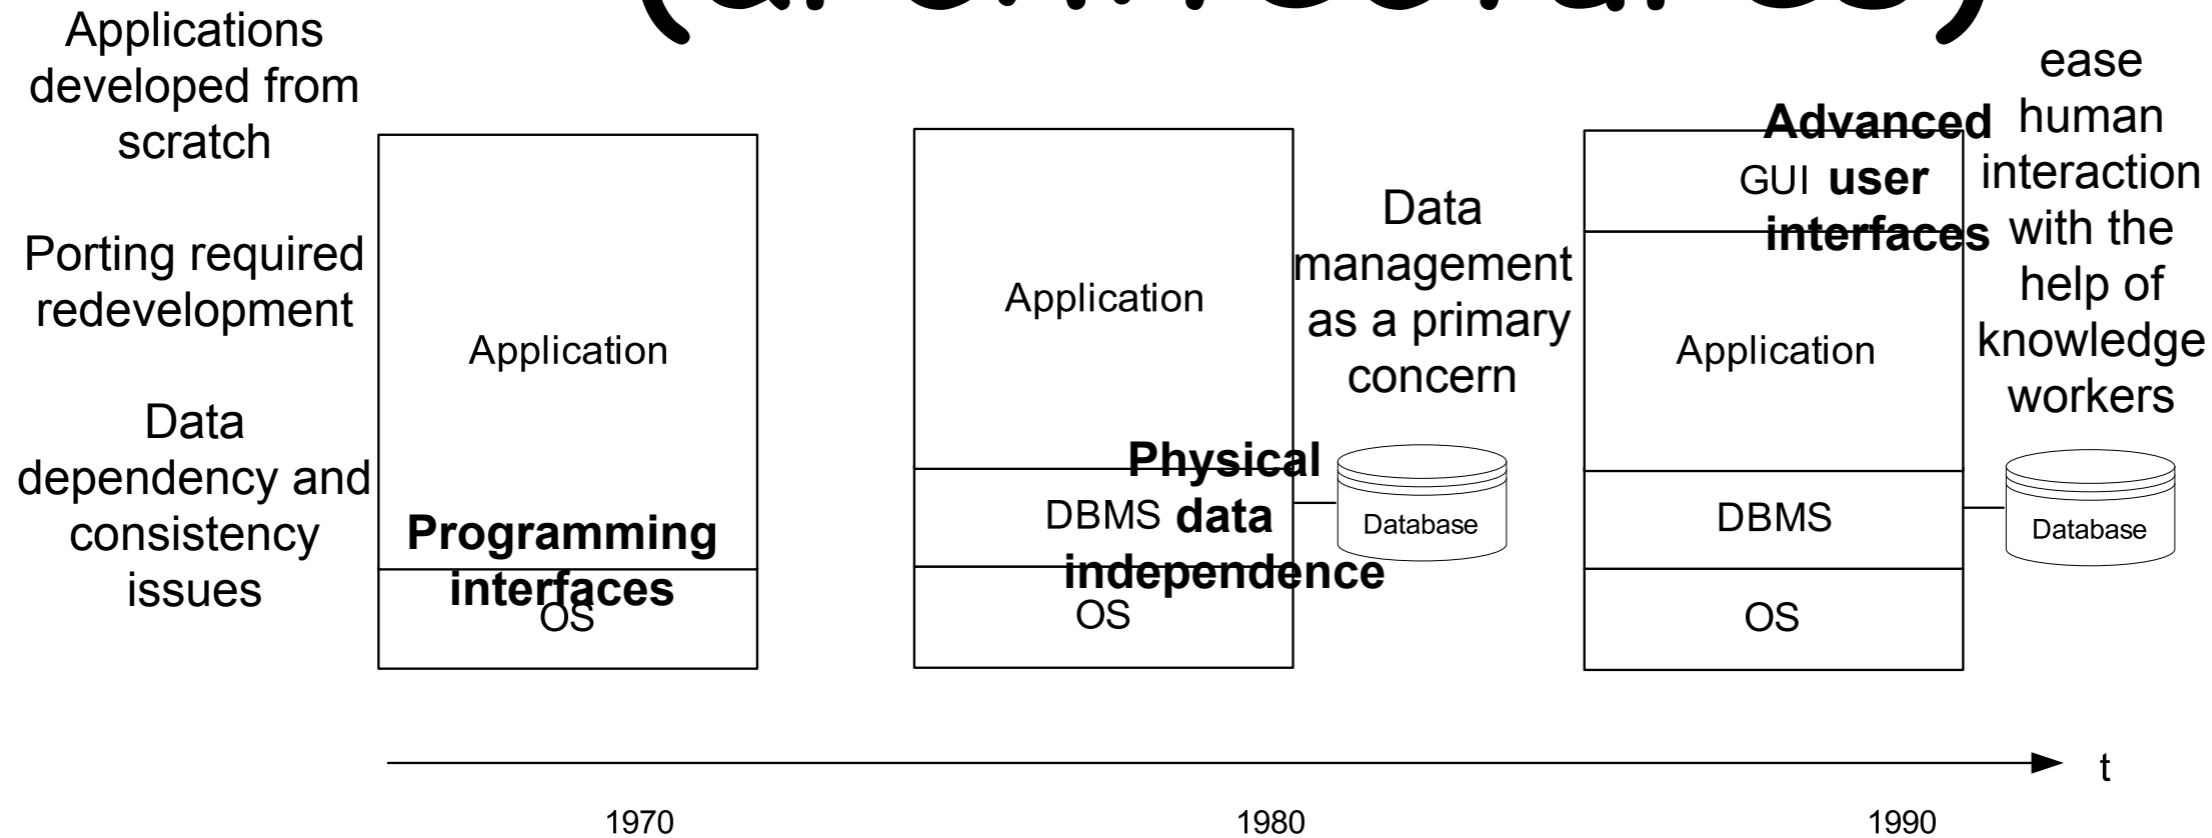 (architectures)
Applications
developed from
scratch
Porting required
redevelopment
Data
dependency and
consistency
issues
Application
Programming
interfaces
OS
Application
Physical
DBMS data
independence
OS
Data
management
as a primary
concern
Database
Advanced
GUI user
interfaces
Application
DBMS
OS
ease
human
interaction
with the
help of
knowledge
workers
Database
t
1970
1980
1990